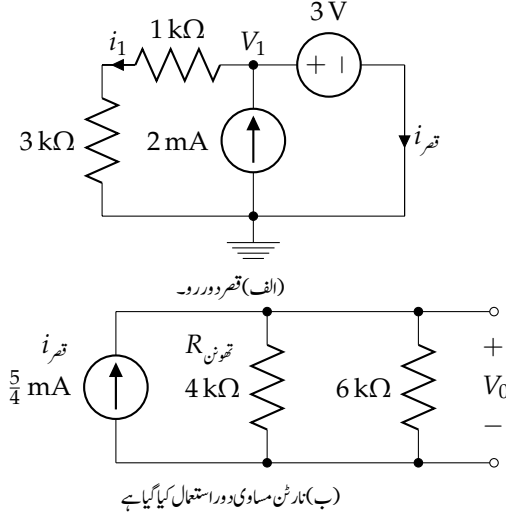 3 V
i₁ 1 kΩ V₁
+ −
3 kΩ 2 mA i قصر
(الف) قصر دور رو۔
i قصر R تھونن +
5/4 mA 4 kΩ 6 kΩ V₀
−
(ب) نارٹن مساوی دور استعمال کیا گیا ہے